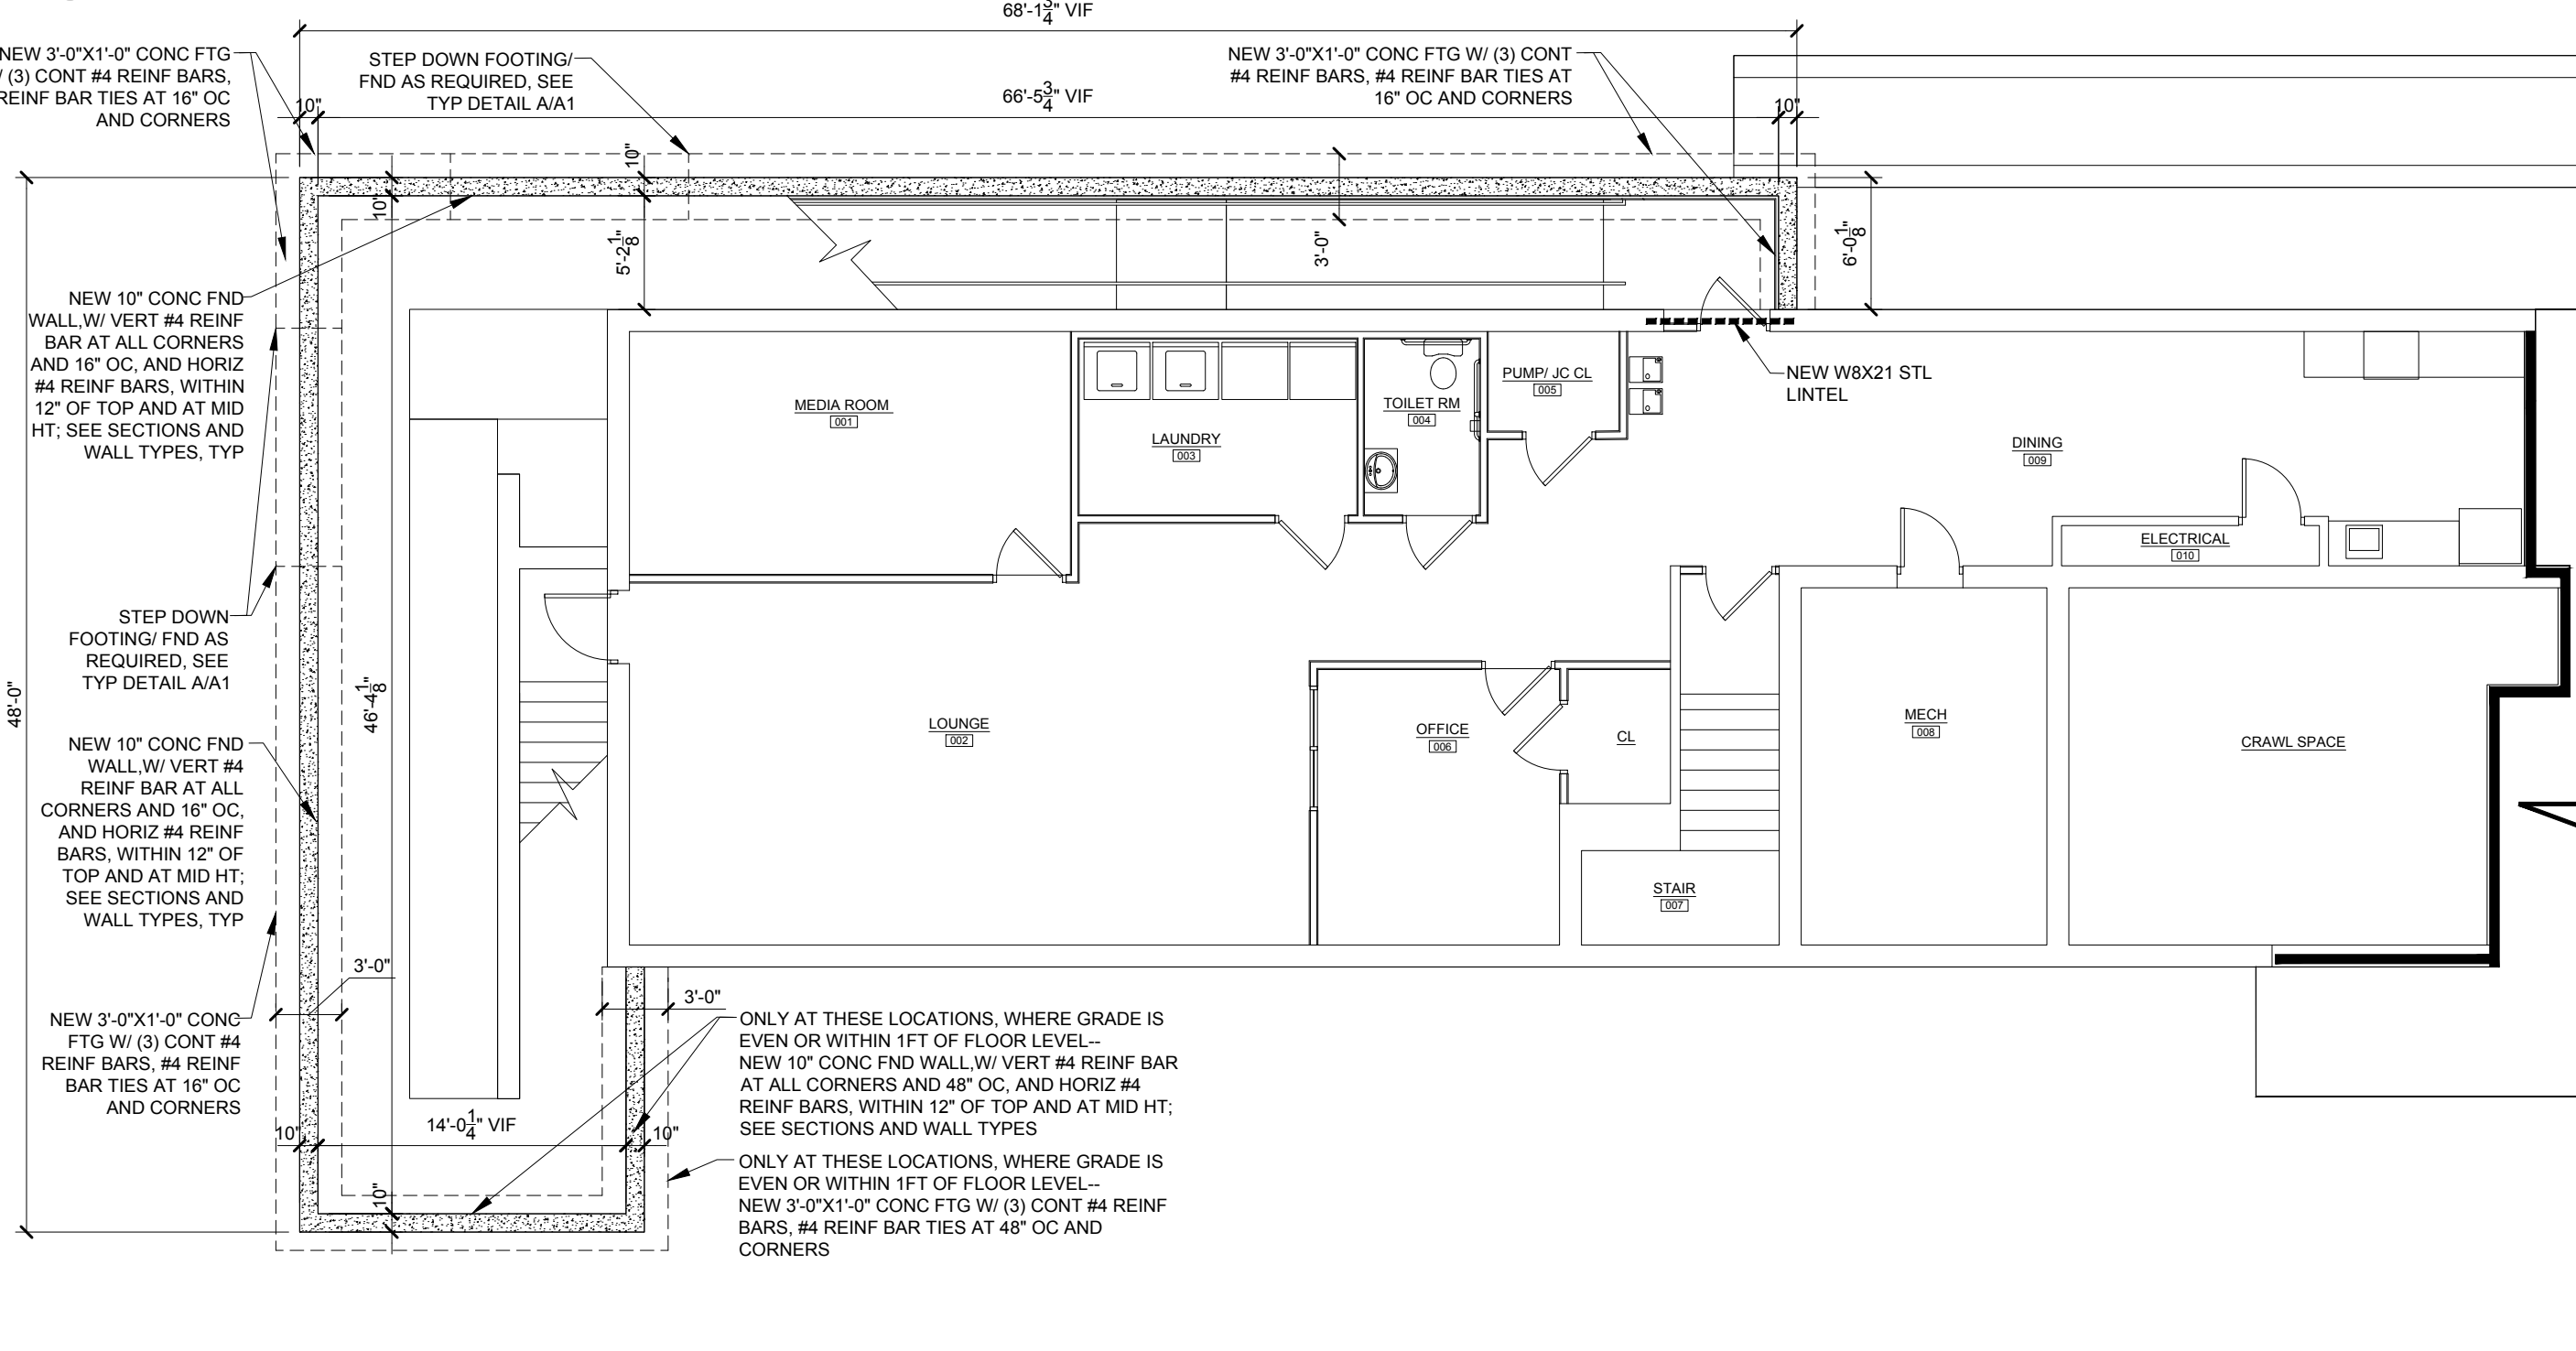 68'-1 3/4" VIF
NEW 3'-0"X1'-0" CONC FTG
(3) CONT #4 REINF BARS,
REINF BAR TIES AT 16" OC
AND CORNERS
STEP DOWN FOOTING/
FND AS REQUIRED, SEE
TYP DETAIL A/A1
NEW 3'-0"X1'-0" CONC FTG W/ (3) CONT
#4 REINF BARS, #4 REINF BAR TIES AT
16" OC AND CORNERS
10"
66'-5 3/4" VIF
10"
10"
10"
5'-2 1/8"
3'-0"
6'-0 1/8"
NEW 10" CONC FND
WALL,W/ VERT #4 REINF
BAR AT ALL CORNERS
AND 16" OC, AND HORIZ
#4 REINF BARS, WITHIN
12" OF TOP AND AT MID
HT; SEE SECTIONS AND
WALL TYPES, TYP
NEW W8X21 STL
LINTEL
MEDIA ROOM
001
LAUNDRY
003
TOILET RM
004
PUMP/ JC CL
005
DINING
009
ELECTRICAL
010
STEP DOWN
FOOTING/ FND AS
REQUIRED, SEE
TYP DETAIL A/A1
48'-0"
46'-4 1/8"
LOUNGE
002
OFFICE
006
CL
MECH
008
CRAWL SPACE
STAIR
007
NEW 10" CONC FND
WALL,W/ VERT #4
REINF BAR AT ALL
CORNERS AND 16" OC,
AND HORIZ #4 REINF
BARS, WITHIN 12" OF
TOP AND AT MID HT;
SEE SECTIONS AND
WALL TYPES, TYP
3'-0"
3'-0"
NEW 3'-0"X1'-0" CONC
FTG W/ (3) CONT #4
REINF BARS, #4 REINF
BAR TIES AT 16" OC
AND CORNERS
ONLY AT THESE LOCATIONS, WHERE GRADE IS
EVEN OR WITHIN 1FT OF FLOOR LEVEL--
NEW 10" CONC FND WALL,W/ VERT #4 REINF BAR
AT ALL CORNERS AND 48" OC, AND HORIZ #4
REINF BARS, WITHIN 12" OF TOP AND AT MID HT;
SEE SECTIONS AND WALL TYPES
10"
14'-0 1/4" VIF
10"
10"
ONLY AT THESE LOCATIONS, WHERE GRADE IS
EVEN OR WITHIN 1FT OF FLOOR LEVEL--
NEW 3'-0"X1'-0" CONC FTG W/ (3) CONT #4 REINF
BARS, #4 REINF BAR TIES AT 48" OC AND
CORNERS